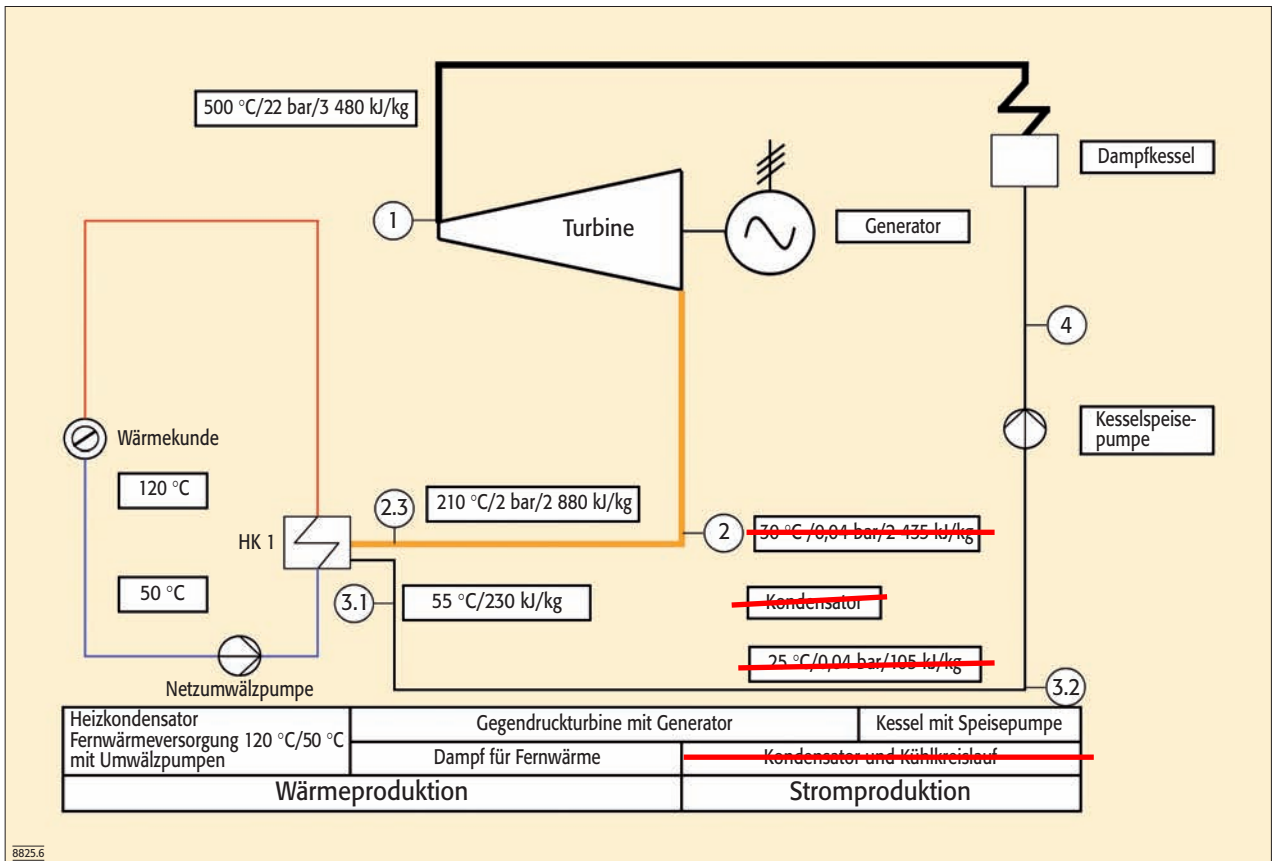 500 °C/22 bar/3 480 kJ/kg
Dampfkessel
1
Turbine
Generator
4
Wärmekunde
Kesselspeise-
pumpe
120 °C
2.3
210 °C/2 bar/2 880 kJ/kg
HK 1
2
30 °C /0,04 bar/2 435 kJ/kg
50 °C
3.1
55 °C/230 kJ/kg
Kondensator
25 °C/0,04 bar/105 kJ/kg
Netzumwälzpumpe
3.2
Heizkondensator
Fernwärmeversorgung 120 °C/50 °C
mit Umwälzpumpen
Gegendruckturbine mit Generator
Kessel mit Speisepumpe
Dampf für Fernwärme
Kondensator und Kühlkreislauf
Wärmeproduktion
Stromproduktion
8825.6